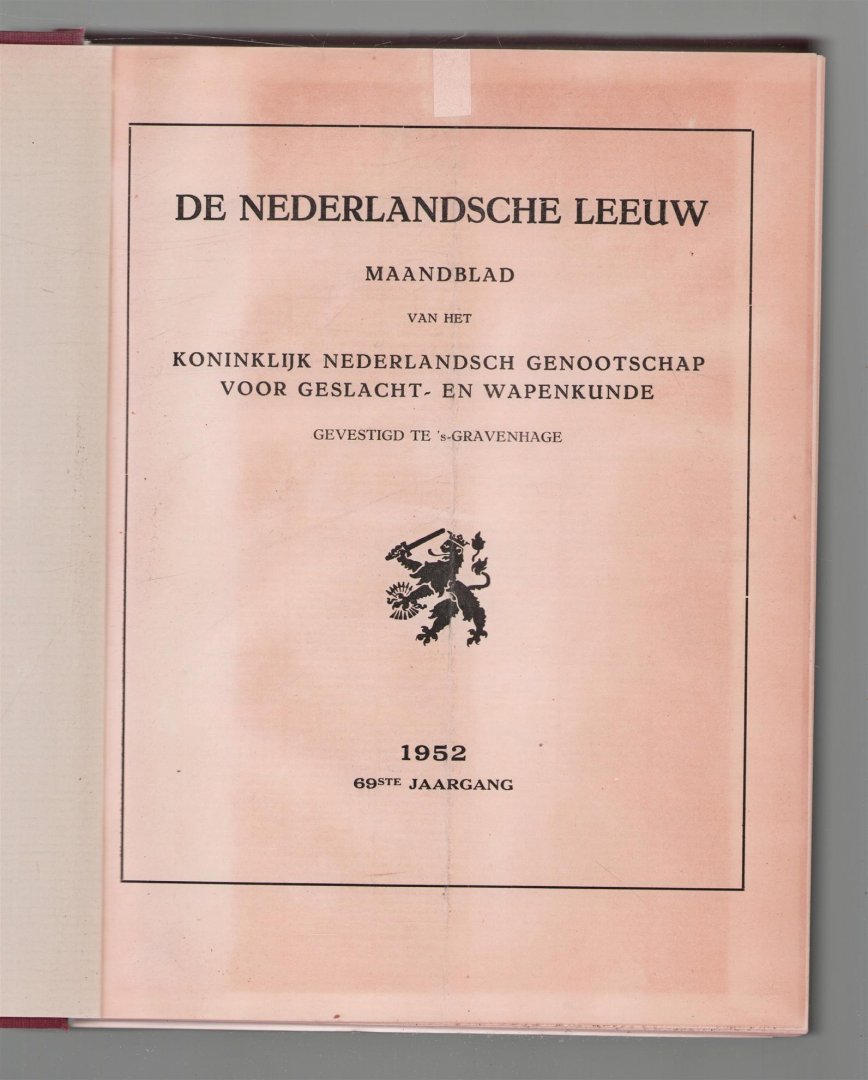 DE NEDERLANDSCHE LEEUW
MAANDBLAD
VAN HET
KONINKLIJK NEDERLANDSCH GENOOTSCHAP
VOOR GESLACHT- EN WAPENKUNDE
GEVESTIGD TE 's-GRAVENHAGE
1952
69STE JAARGANG